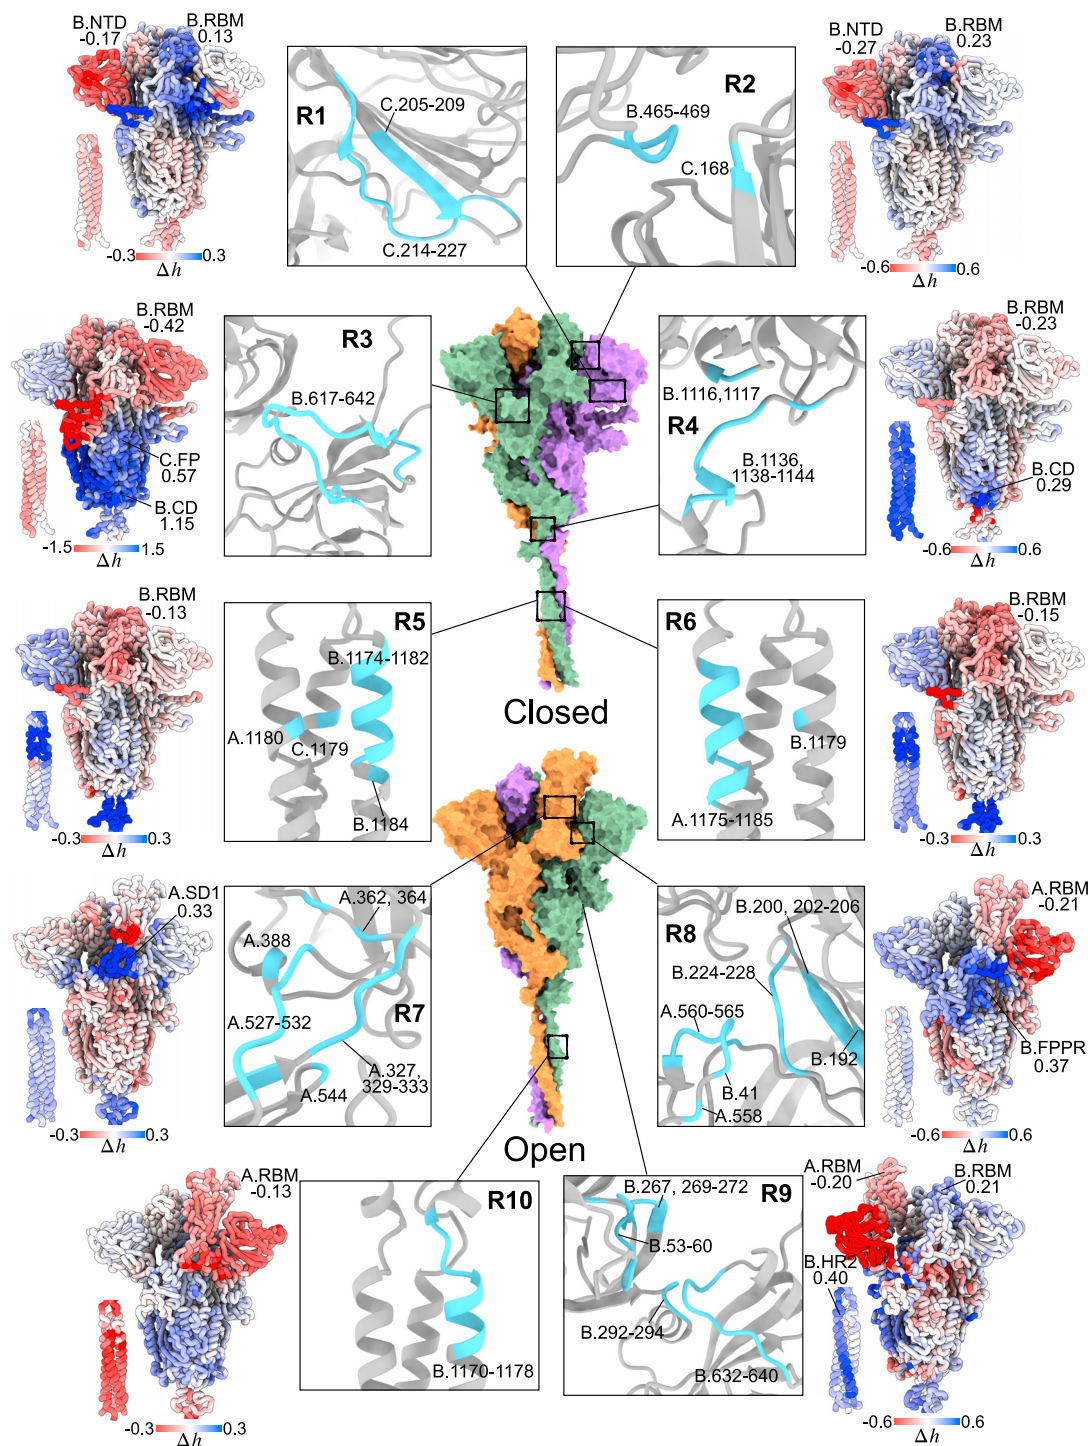 B.NTD
-0.17
B.RBM
0.13
-0.3
0.3
Δh
R1
C.205-209
C.214-227
R2
B.465-469
C.168
B.NTD
-0.27
B.RBM
0.23
-0.6
0.6
Δh
B.RBM
-0.42
C.FP
0.57
B.CD
1.15
-1.5
1.5
Δh
R3
B.617-642
R4
B.1116,1117
B.1136,
1138-1144
B.RBM
-0.23
B.CD
0.29
-0.6
0.6
Δh
B.RBM
-0.13
-0.3
0.3
Δh
R5
B.1174-1182
A.1180
C.1179
B.1184
Closed
R6
B.1179
A.1175-1185
B.RBM
-0.15
-0.3
0.3
Δh
A.SD1
0.33
-0.3
0.3
Δh
A.362, 364
A.388
R7
A.527-532
A.327,
329-333
A.544
Open
B.200, 202-206
R8
B.224-228
A.560-565
B.192
B.41
A.558
A.RBM
-0.21
B.FPPR
0.37
-0.6
0.6
Δh
A.RBM
-0.13
-0.3
0.3
Δh
R10
B.1170-1178
B.267, 269-272
R9
B.53-60
B.292-294
B.632-640
A.RBM
-0.20
B.RBM
0.21
B.HR2
0.40
-0.6
0.6
Δh